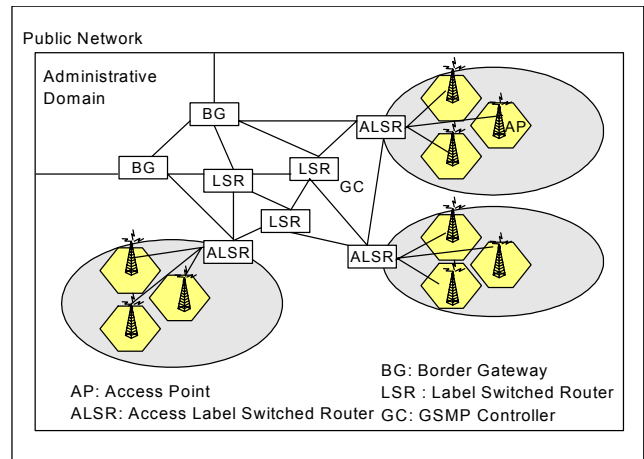 Public Network
Administrative
Domain
BG
ALSR
AP
BG
LSR
LSR
GC
LSR
ALSR
ALSR
BG: Border Gateway
AP: Access Point
LSR : Label Switched Router
ALSR: Access Label Switched Router
GC: GSMP Controller